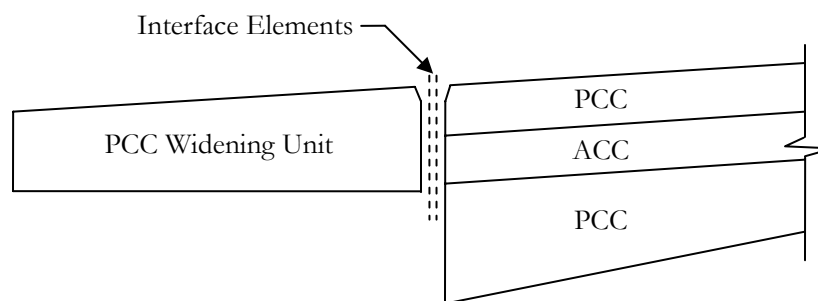 Interface Elements
PCC
PCC Widening Unit
ACC
PCC